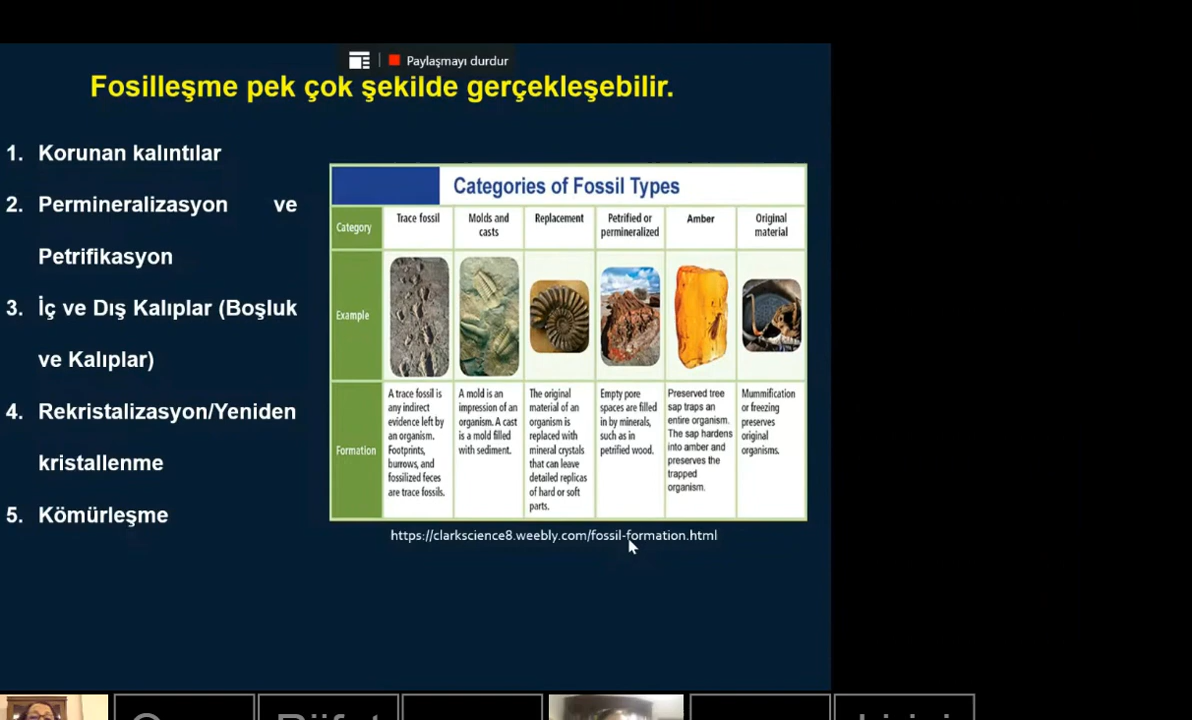 Paylaşmayı durdur
Fosilleşme pek çok şekilde gerçekleşebilir.
1. Korunan kalıntılar
2. Permineralizasyon ve
Petrifikasyon
3. İç ve Dış Kalıplar (Boşluk
ve Kalıplar)
4. Rekristalizasyon/Yeniden
kristallenme
5. Kömürleşme
Categories of Fossil Types
Category
Trace fossil
Molds and
casts
Replacement
Petrified or
permineralized
Amber
Original
material
Example
Formation
A trace fossil is
any indirect
evidence left by
an organism.
Footprints,
burrows, and
fossilized feces
are trace fossils.
A mold is an
impression of an
organism. A cast
is a mold filled
with sediment.
The original
material of an
organism is
replaced with
mineral crystals
that can leave
detailed replicas
of hard or soft
parts.
Empty pore
spaces are filled
in by minerals,
such as in
petrified wood.
Preserved tree
sap traps an
entire organism.
The sap hardens
into amber and
preserves the
trapped
organism.
Mummification
or freezing
preserves
original
organisms.
https://clarkscience8.weebly.com/fossil-formation.html